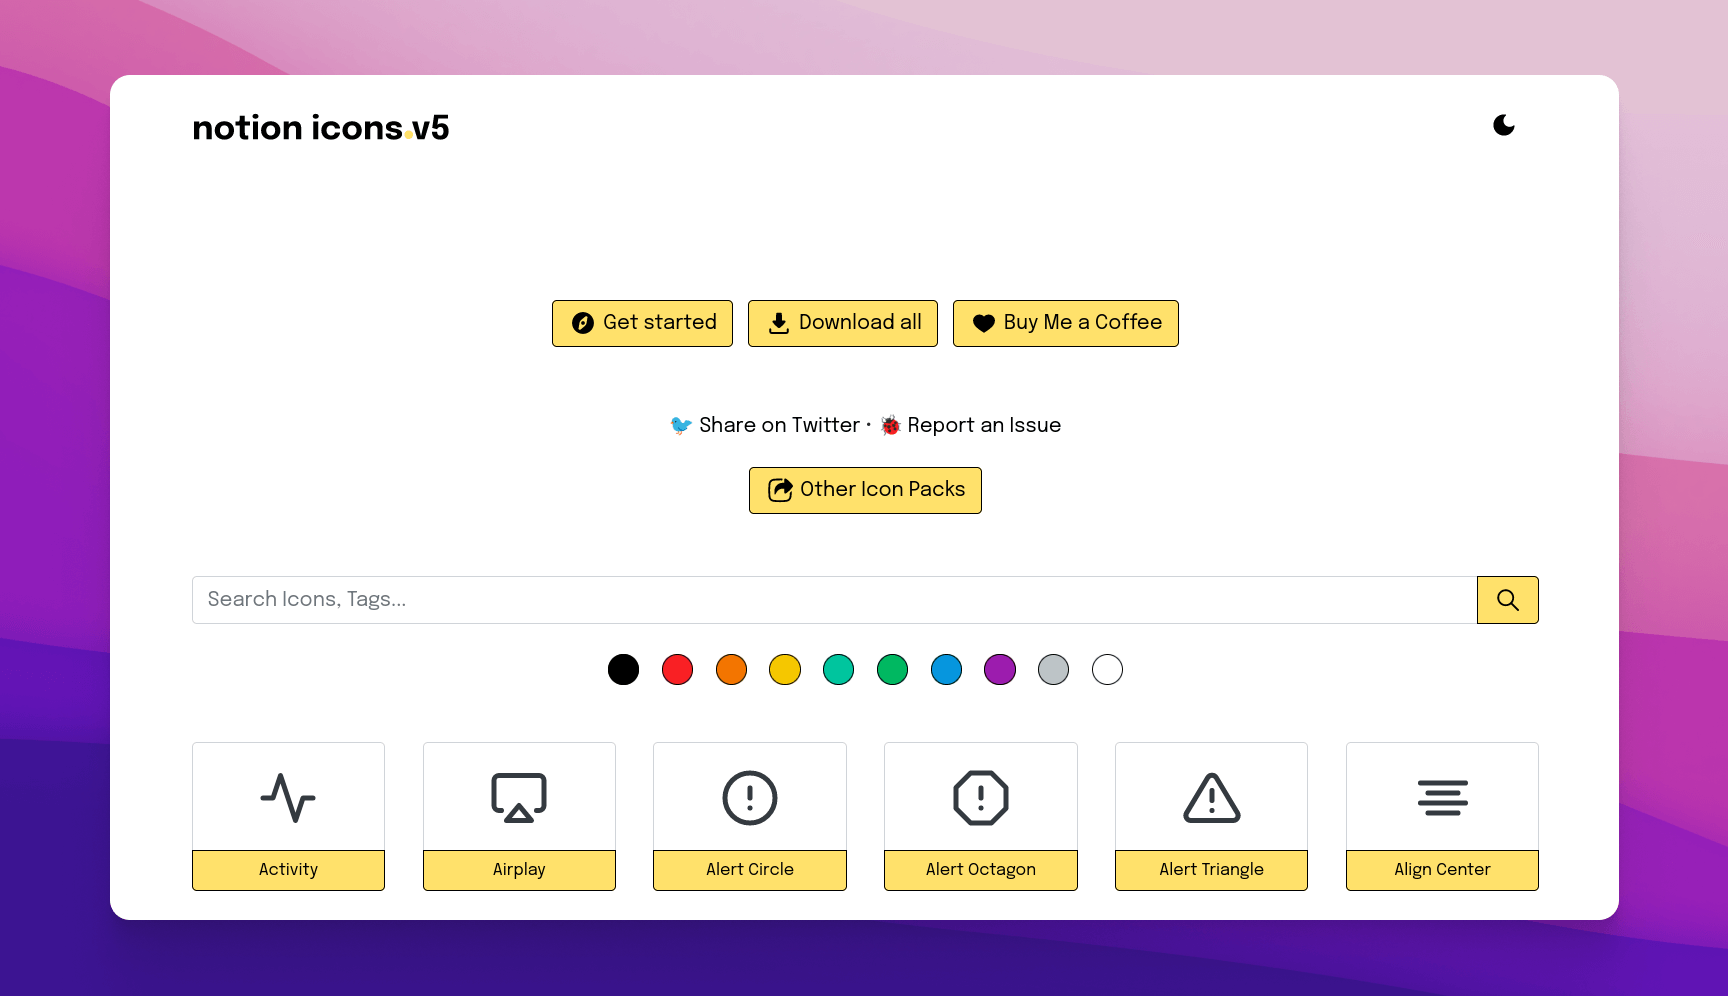 notion icons.v5
Get started
Download all
Buy Me a Coffee
🐦 Share on Twitter · 🐞 Report an Issue
Other Icon Packs
Search Icons, Tags...
Activity
Airplay
Alert Circle
Alert Octagon
Alert Triangle
Align Center